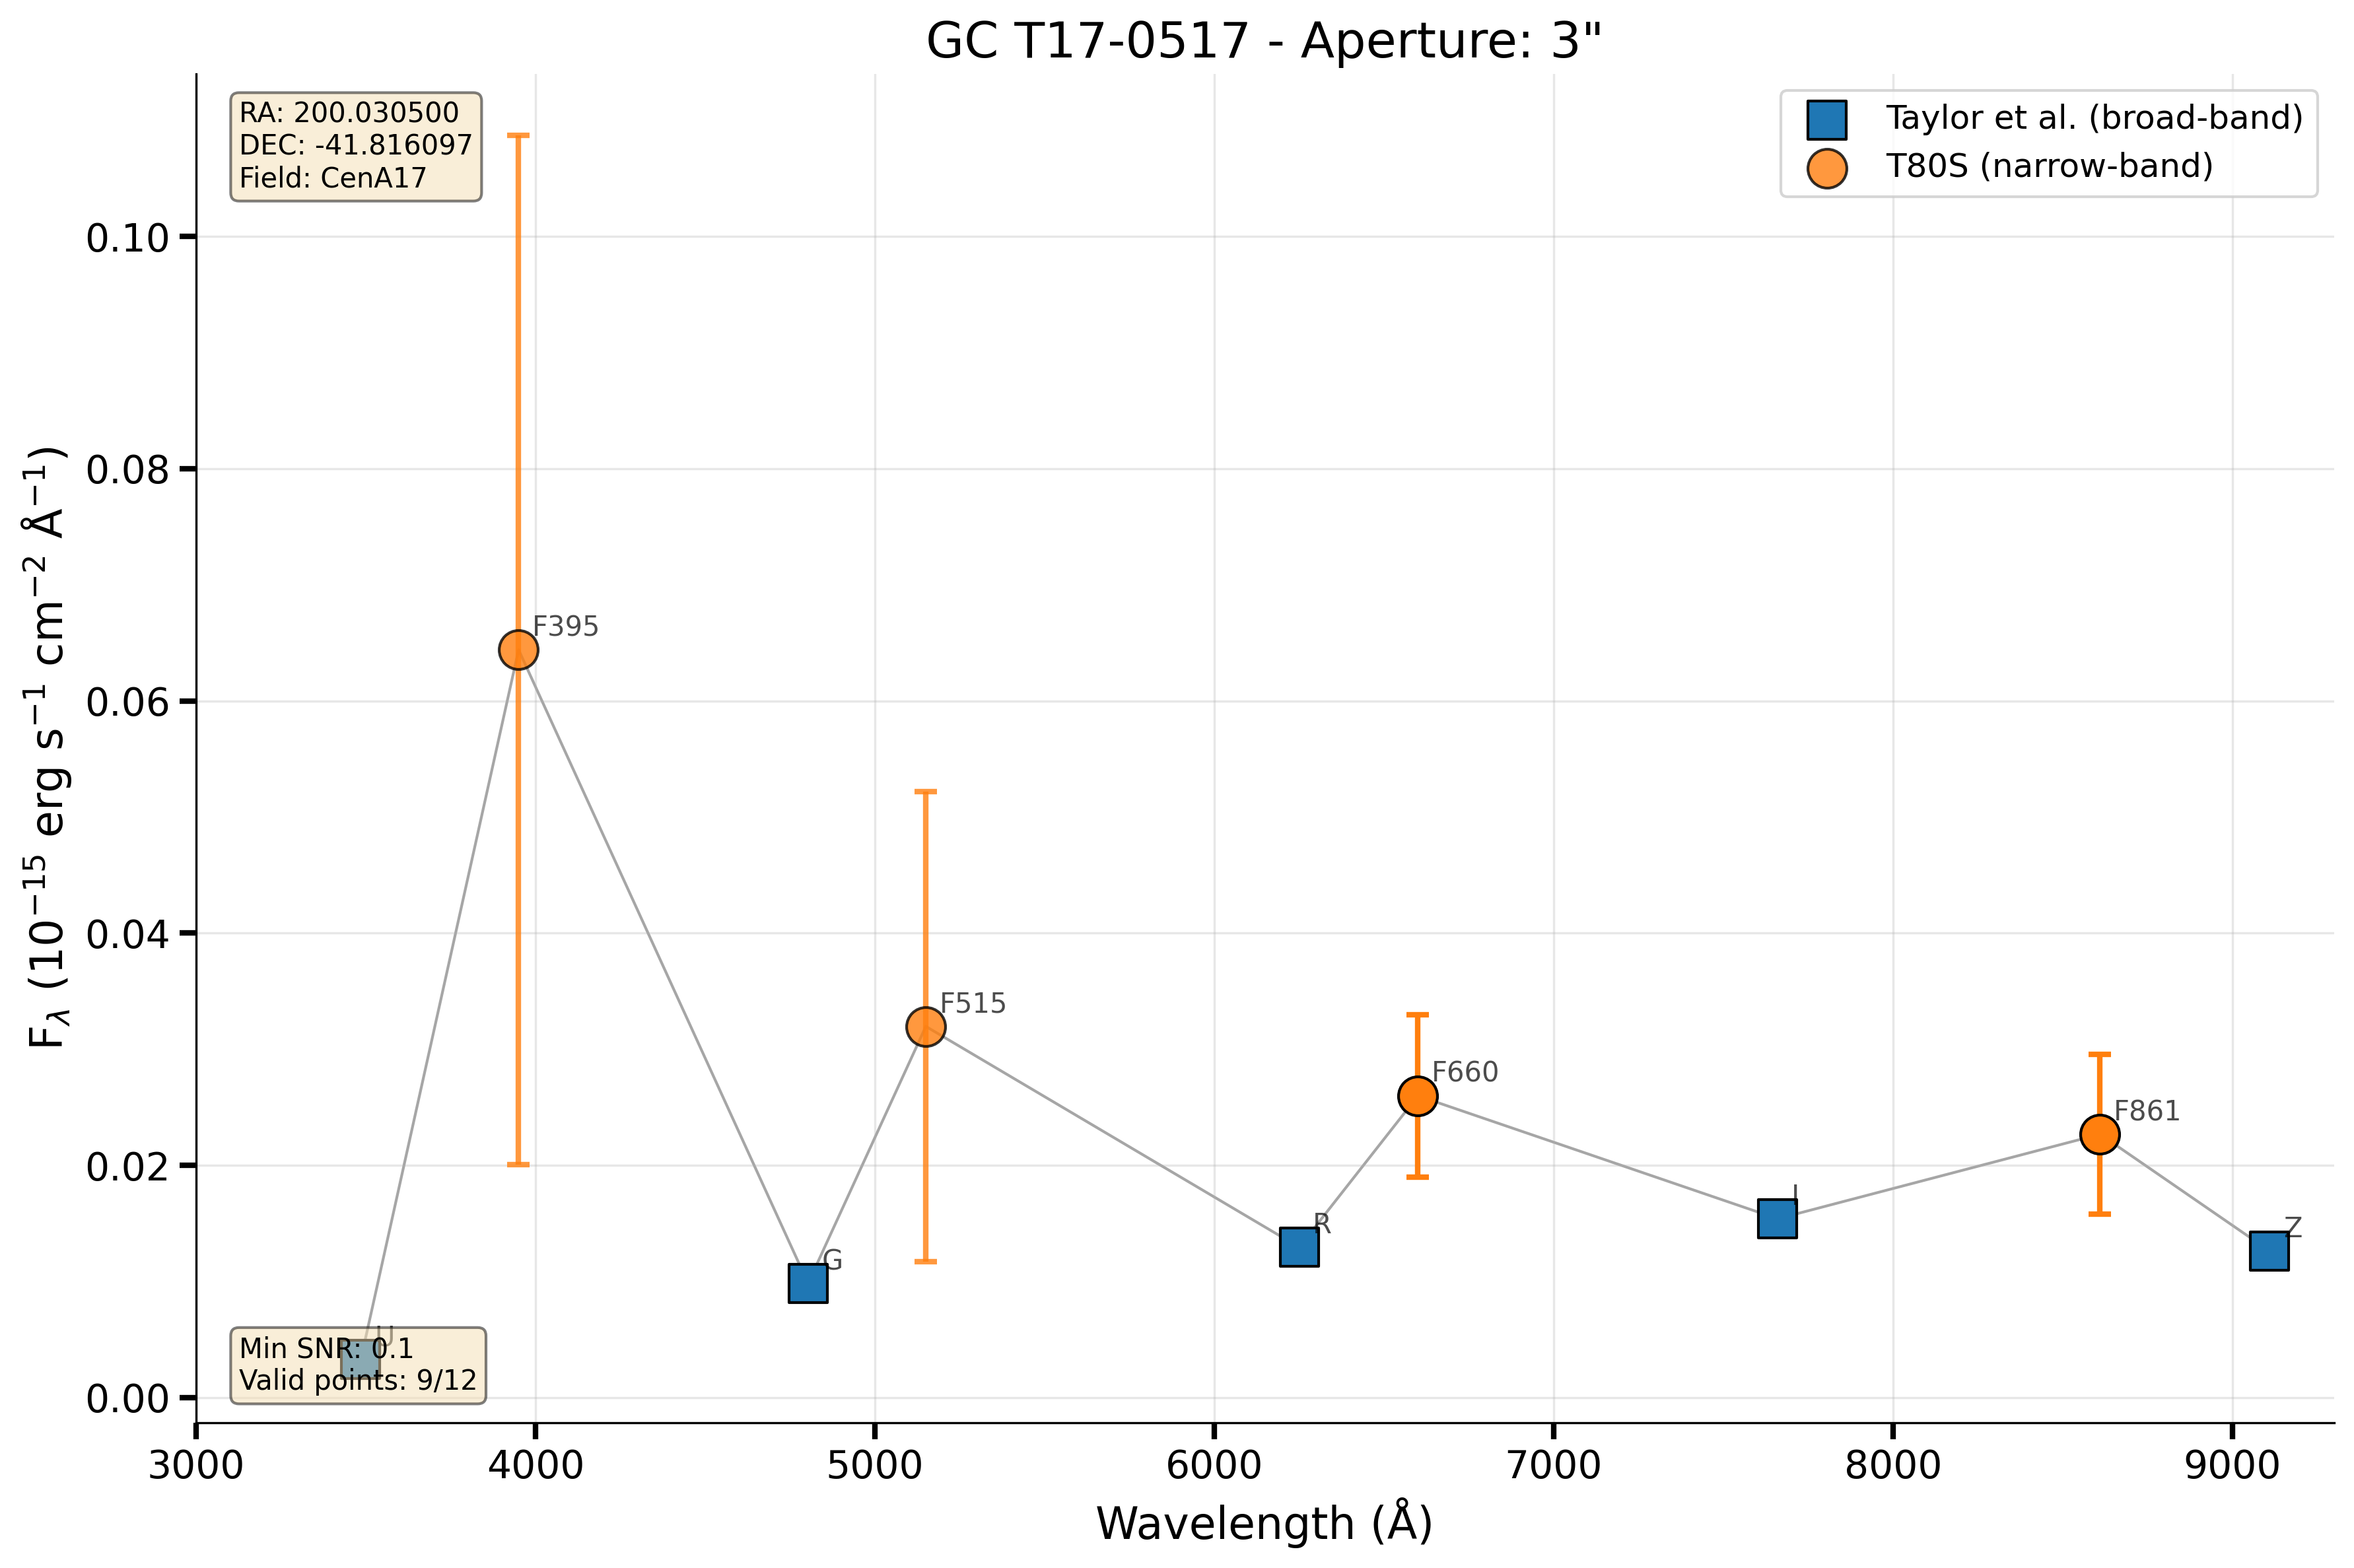 GC T17-0517 - Aperture: 3"
RA: 200.030500
DEC: -41.816097
Field: CenA17
Taylor et al. (broad-band)
T80S (narrow-band)
F395
F515
F660
F861
U
G
R
I
Z
Min SNR: 0.1
Valid points: 9/12
0.10
0.08
0.06
0.04
0.02
0.00
F_λ (10⁻¹⁵ erg s⁻¹ cm⁻² Å⁻¹)
3000 4000 5000 6000 7000 8000 9000
Wavelength (Å)